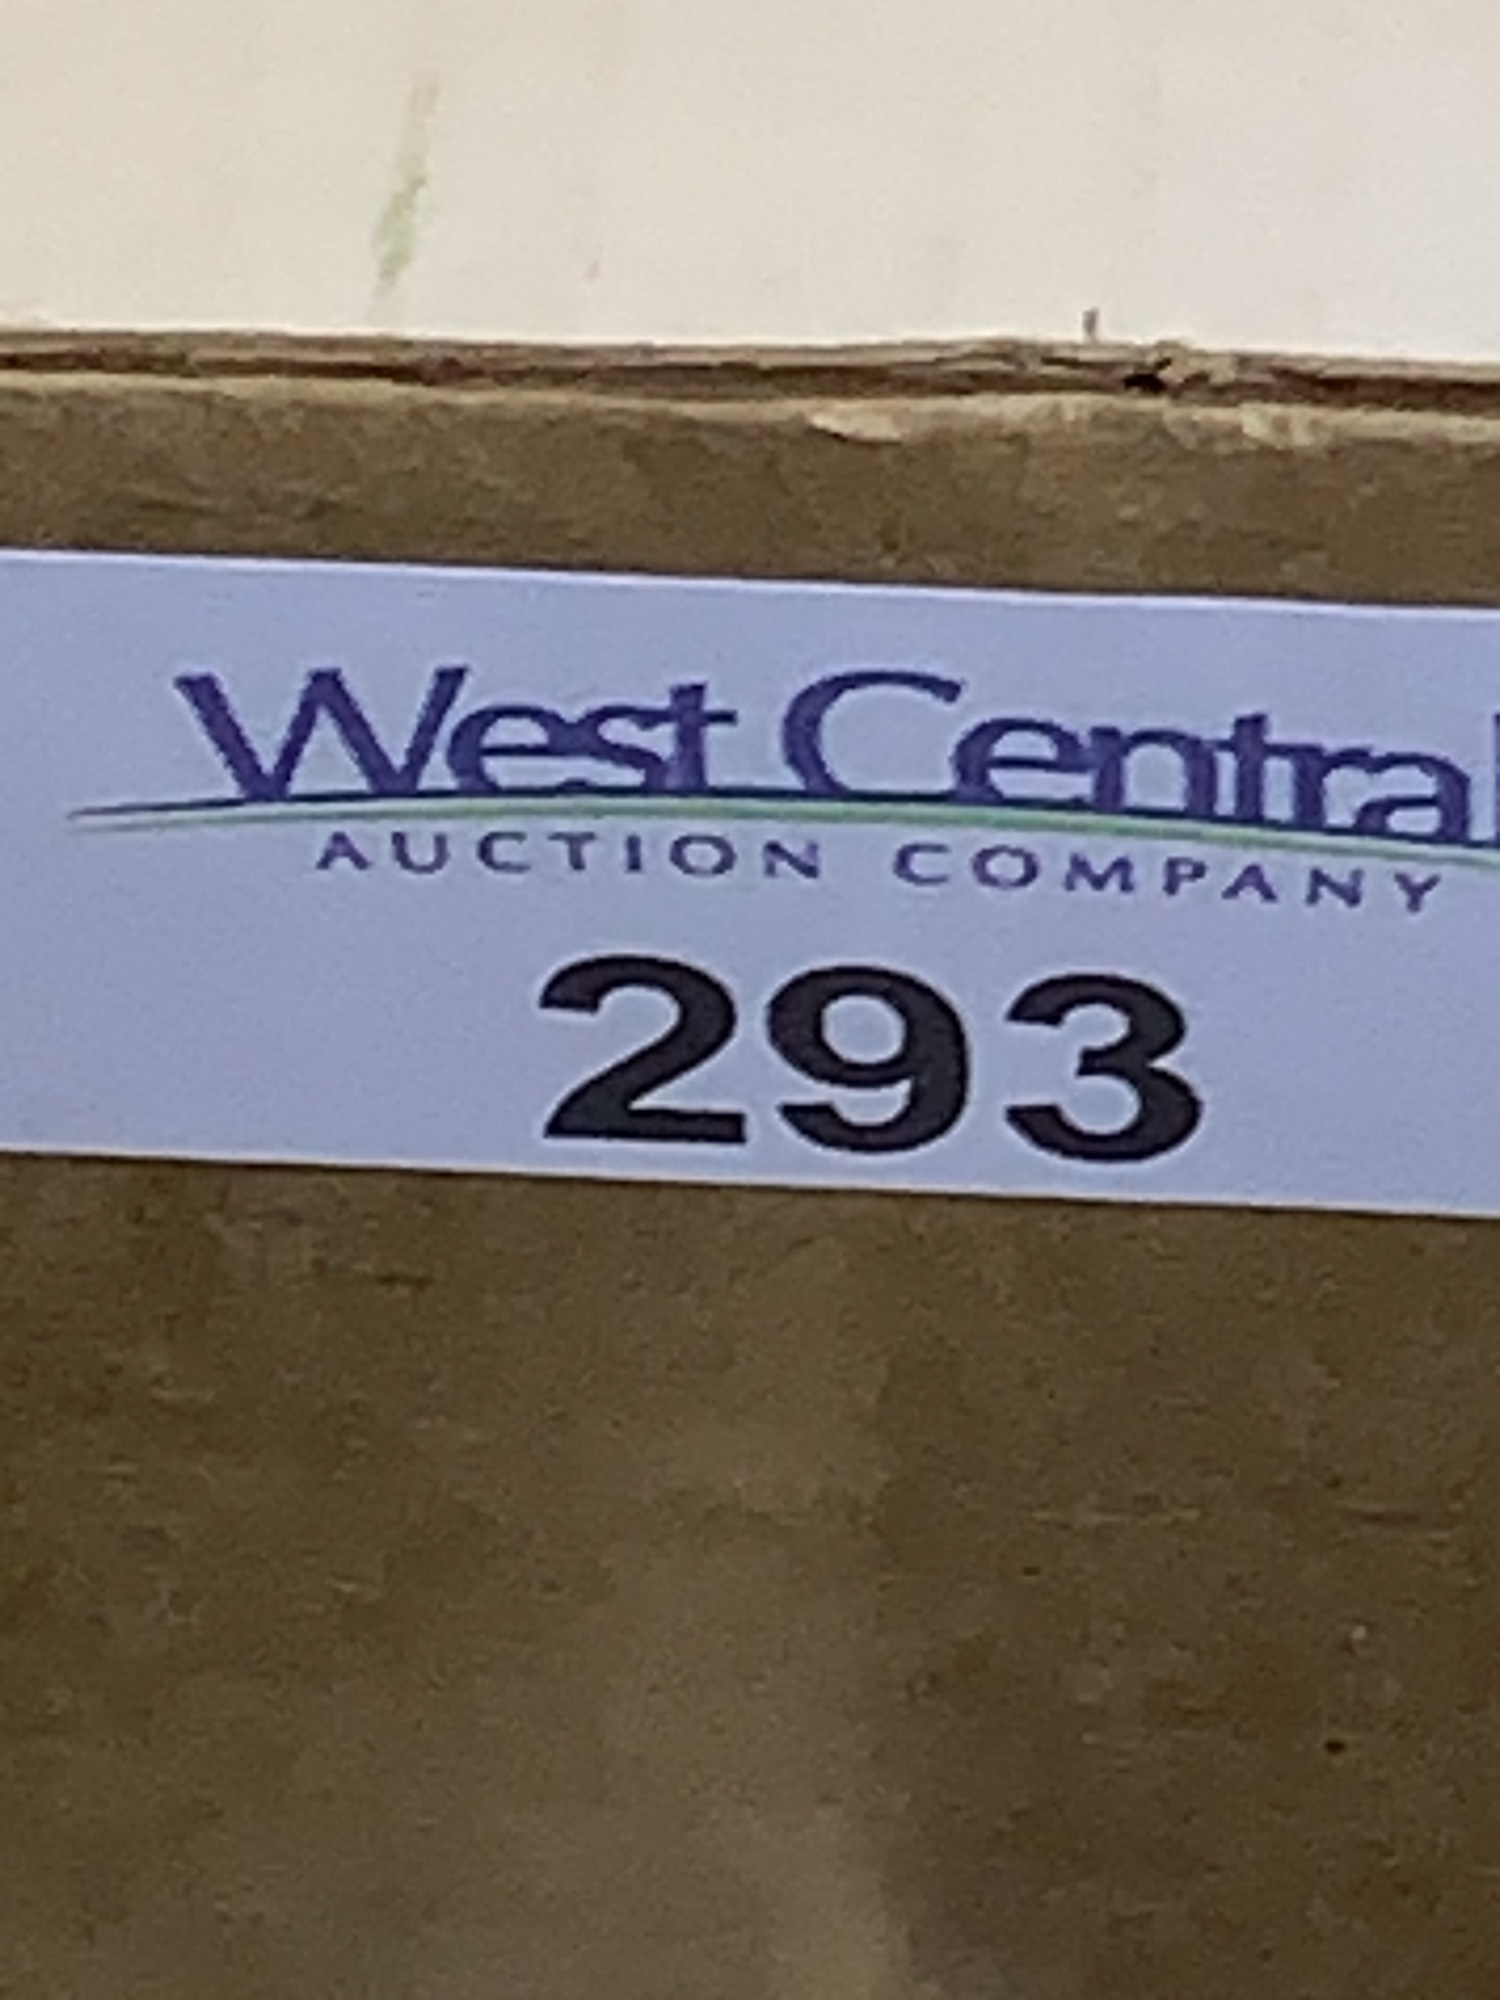 West Central
AUCTION COMPANY
293